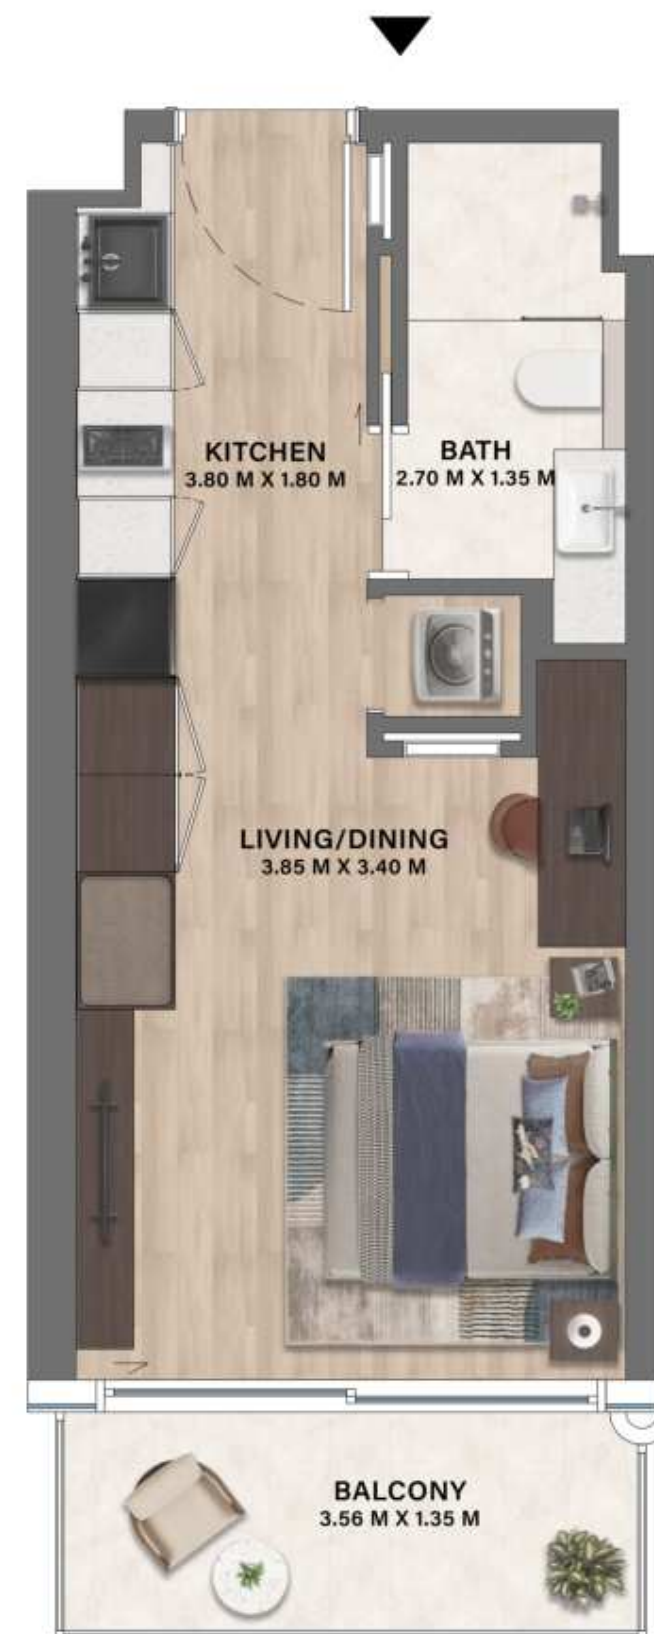 KITCHEN
3.80 M X 1.80 M
BATH
2.70 M X 1.35 M
LIVING/DINING
3.85 M X 3.40 M
BALCONY
3.56 M X 1.35 M